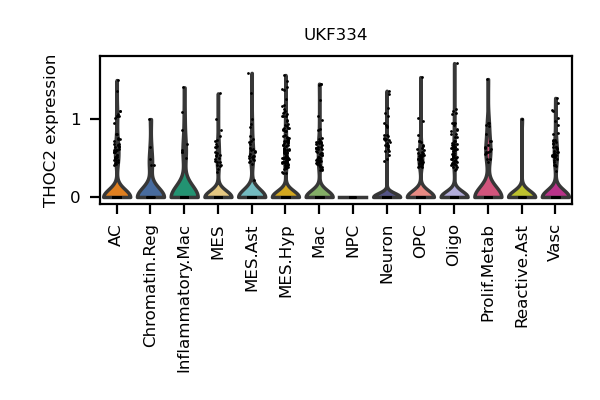 UKF334
THOC2 expression
1
0
AC
Chromatin.Reg
Inflammatory.Mac
MES
MES.Ast
MES.Hyp
Mac
NPC
Neuron
OPC
Oligo
Prolif.Metab
Reactive.Ast
Vasc